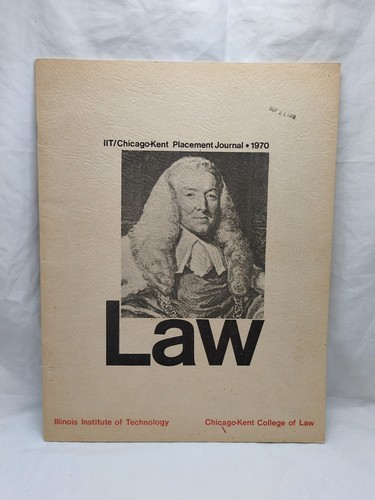 IIT/Chicago-Kent Placement Journal • 1970
Law
Illinois Institute of Technology
Chicago-Kent College of Law